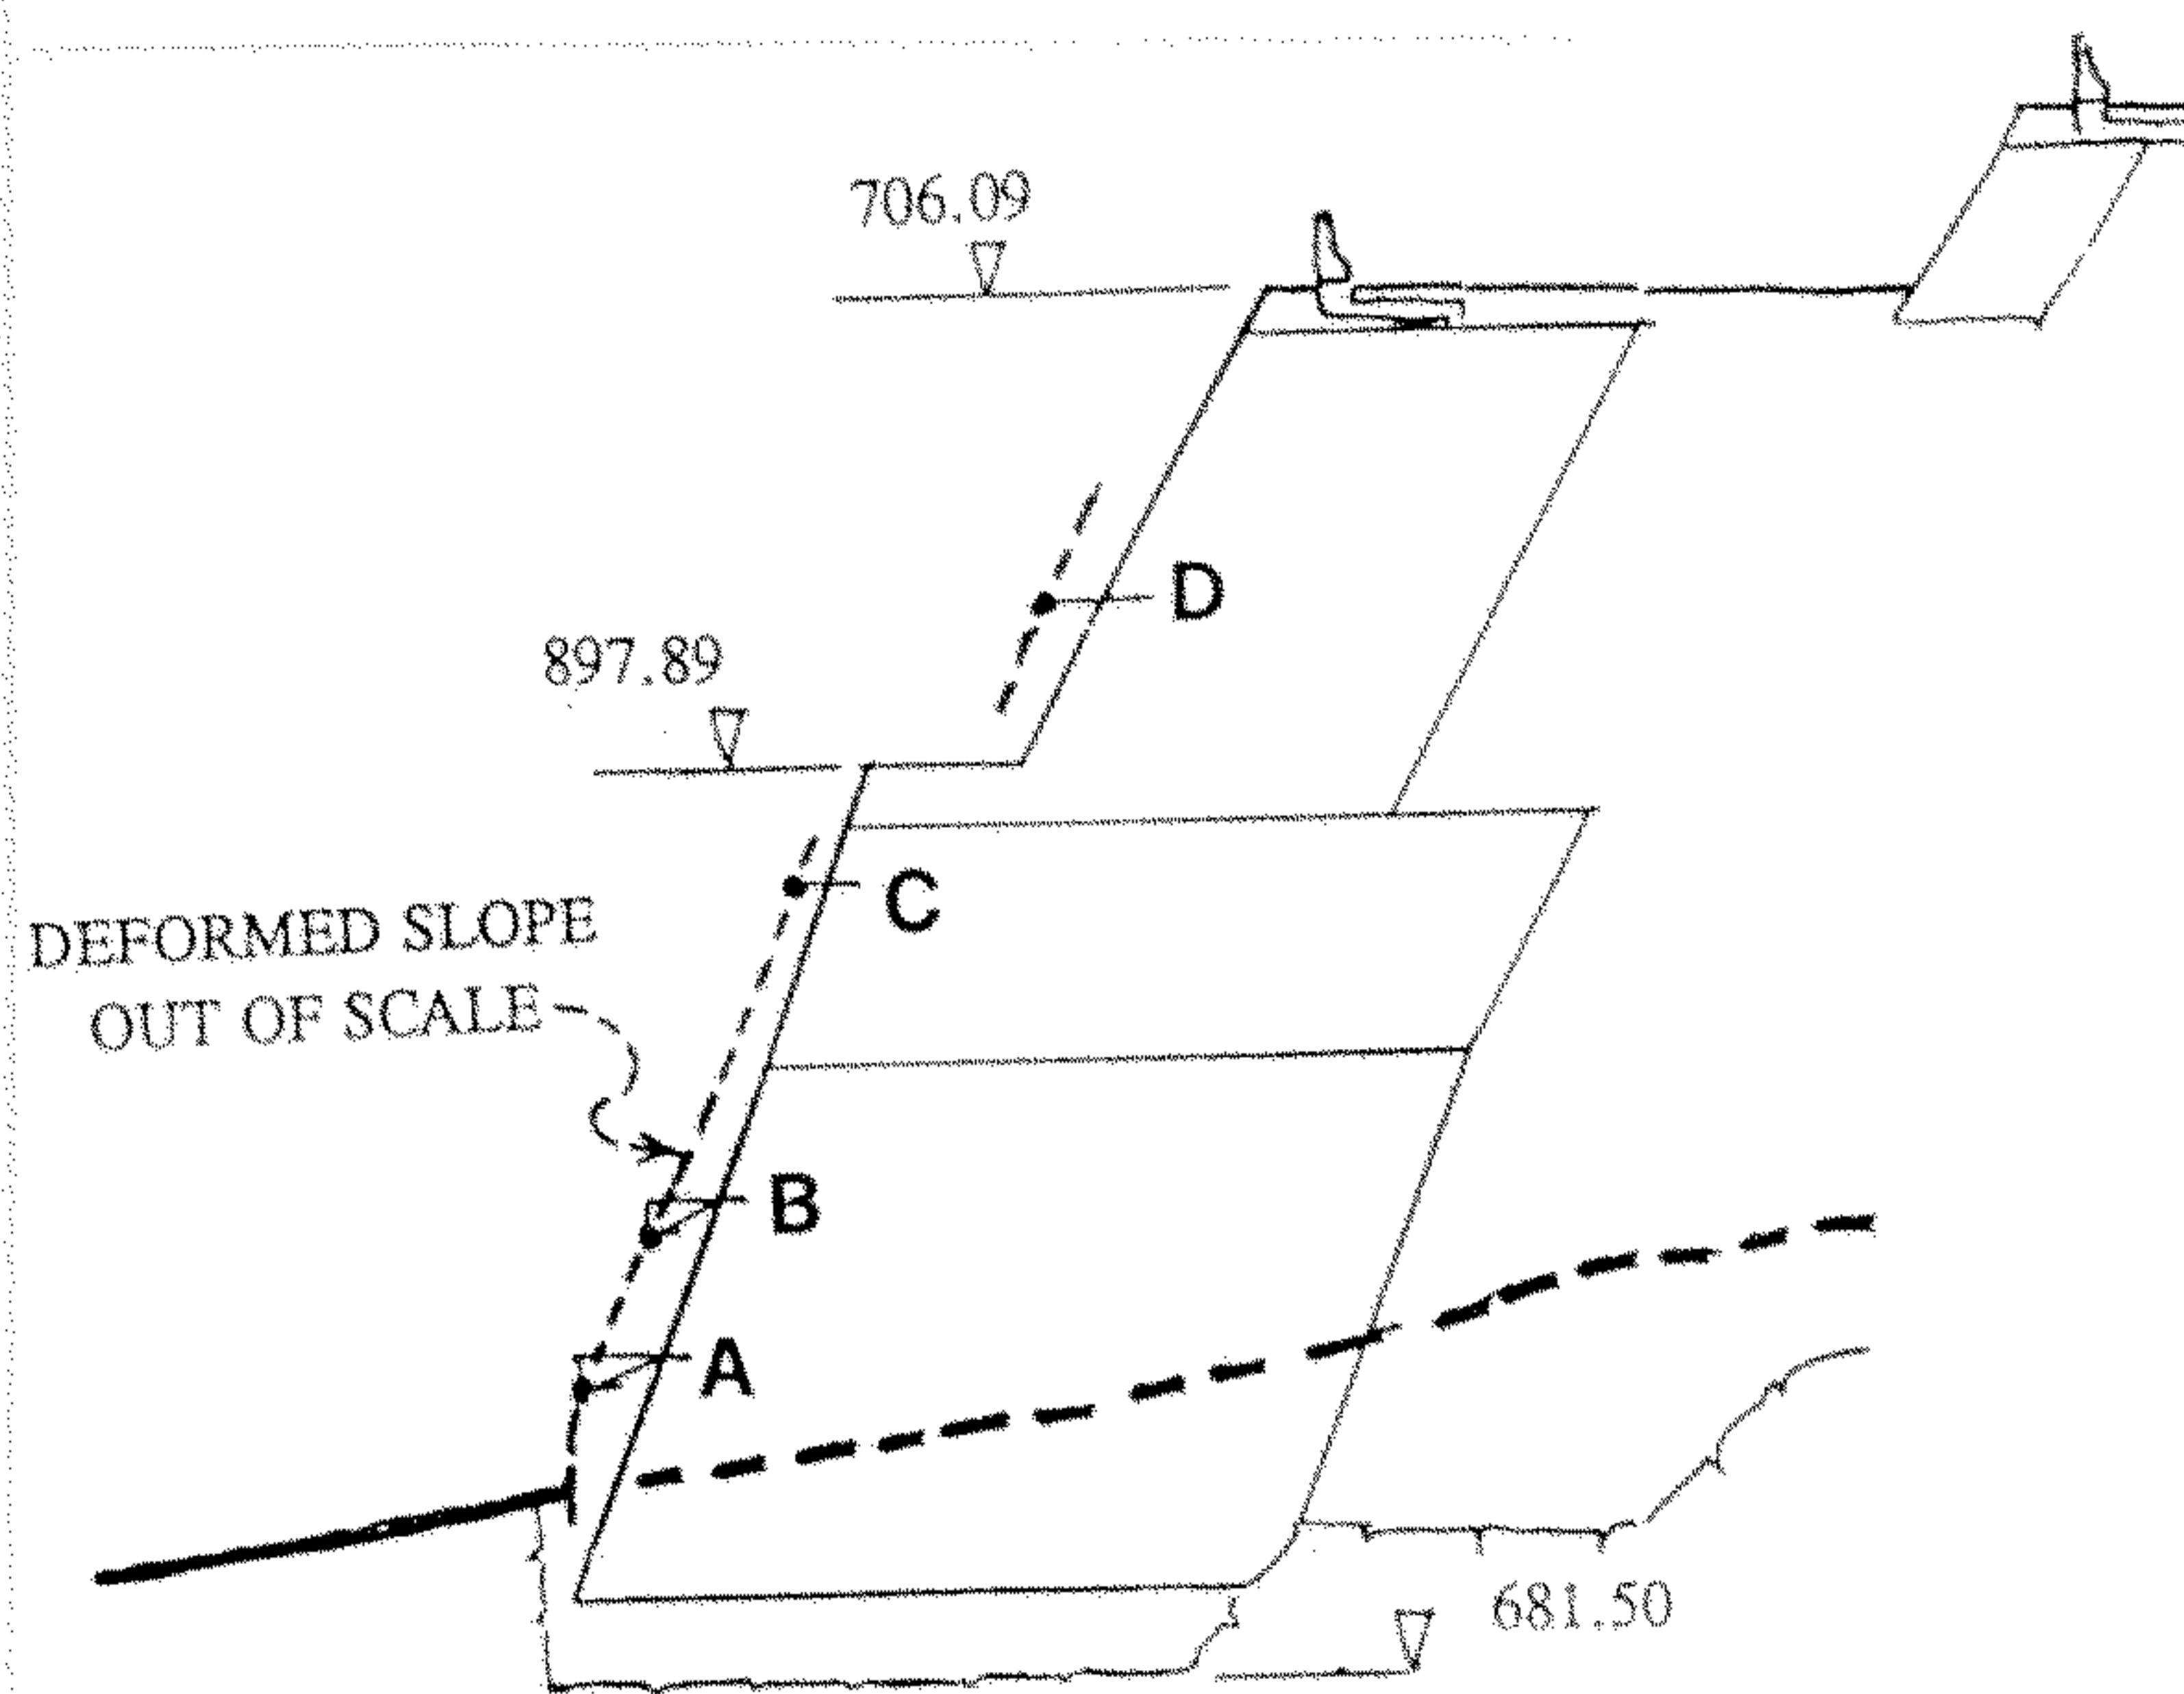 706.09
D
897.89
C
DEFORMED SLOPE
OUT OF SCALE
B
A
681.50